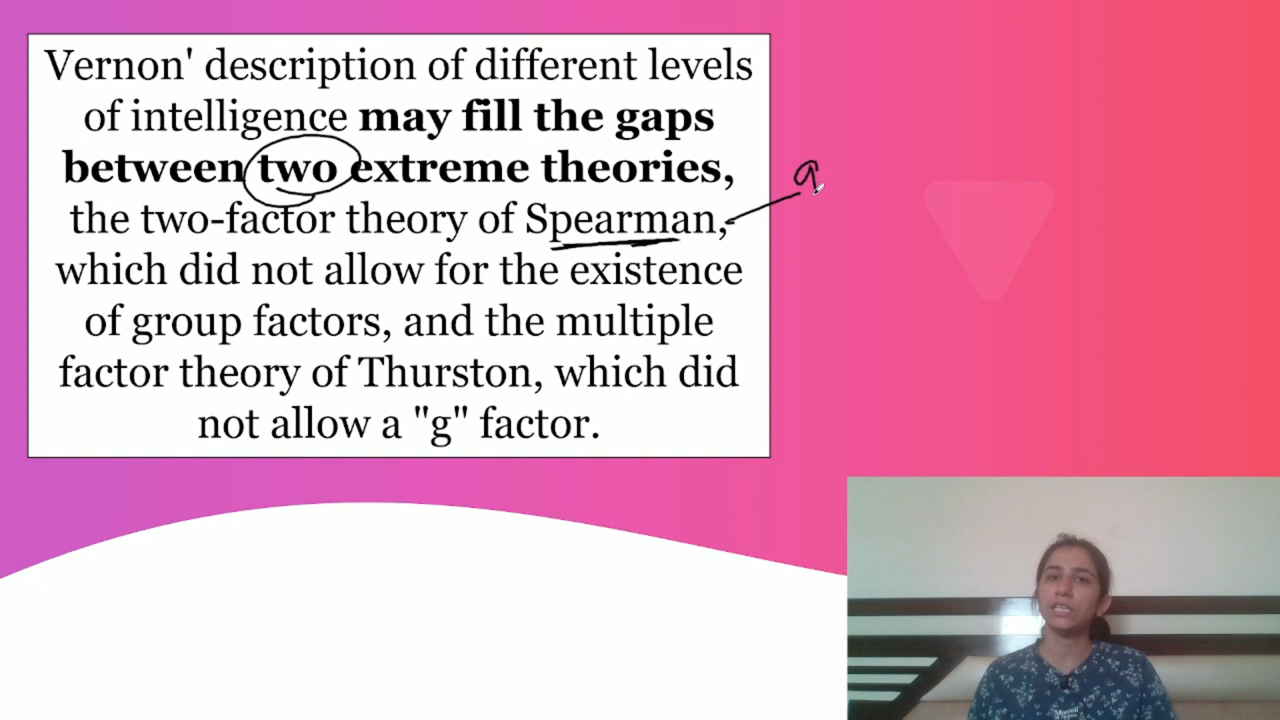 Vernon' description of different levels
of intelligence may fill the gaps
between two extreme theories,
the two-factor theory of Spearman,
which did not allow for the existence
of group factors, and the multiple
factor theory of Thurston, which did
not allow a "g" factor.